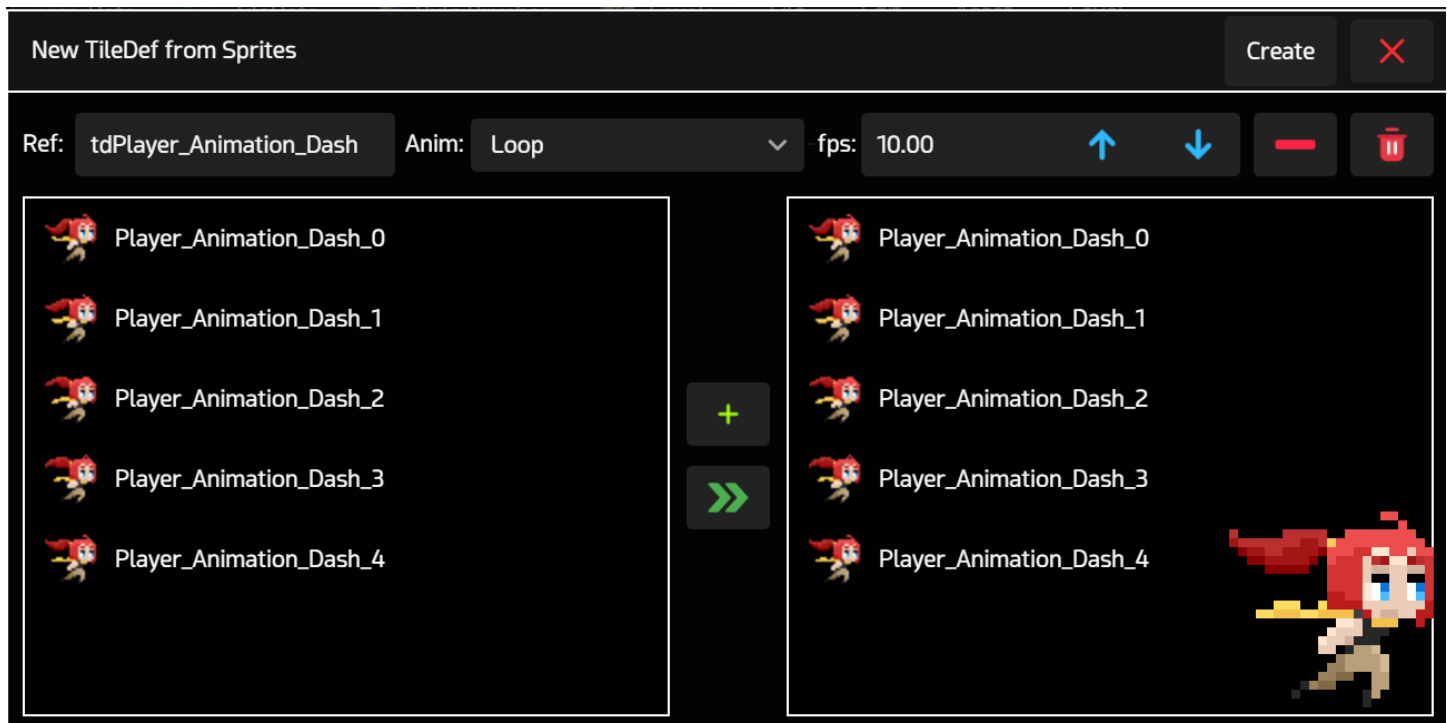 New TileDef from Sprites Create
Ref: tdPlayer_Animation_Dash Anim: Loop fps: 10.00
Player_Animation_Dash_0
Player_Animation_Dash_1
Player_Animation_Dash_2
Player_Animation_Dash_3
Player_Animation_Dash_4
+
Player_Animation_Dash_0
Player_Animation_Dash_1
Player_Animation_Dash_2
Player_Animation_Dash_3
Player_Animation_Dash_4